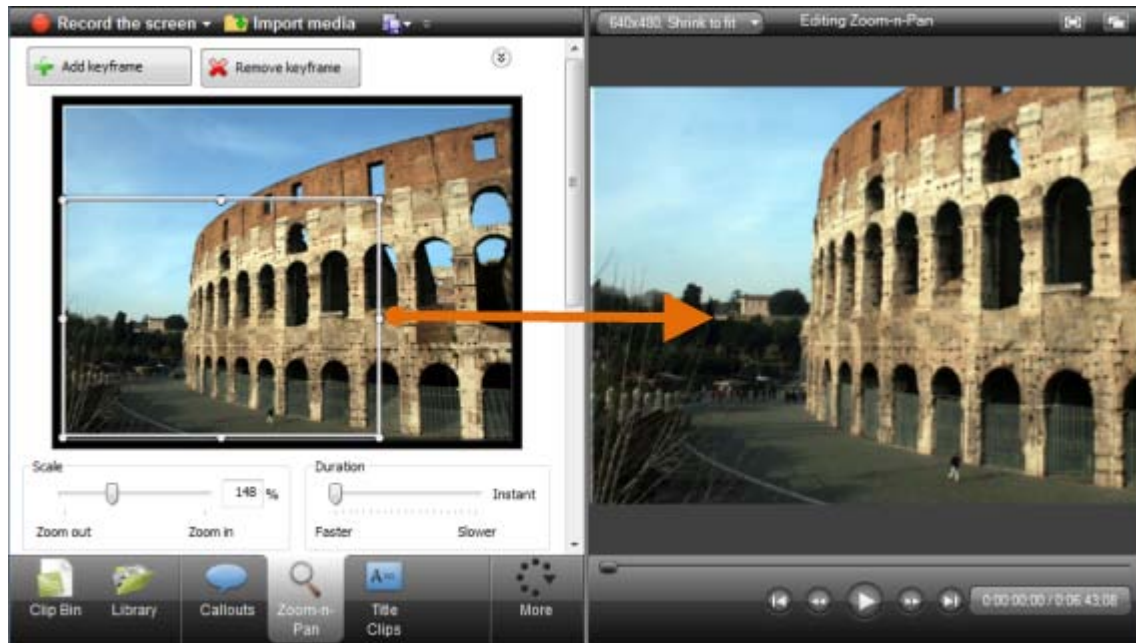 Record the screen
Import media
640x480, Shrink to fit
Editing Zoom-n-Pan
Add keyframe
Remove keyframe
Scale
148 %
Zoom out
Zoom in
Duration
Instant
Faster
Slower
Clip Bin
Library
Callouts
Zoom-n-
Pan
Title
Clips
More
0:00:00;00 / 0:06:43;08